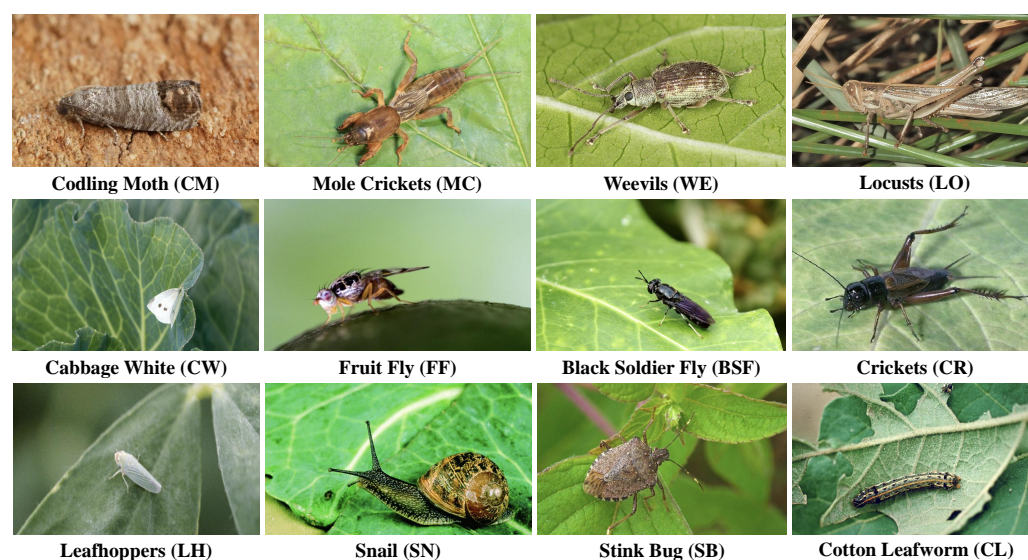 Codling Moth (CM)
Mole Crickets (MC)
Weevils (WE)
Locusts (LO)
Cabbage White (CW)
Fruit Fly (FF)
Black Soldier Fly (BSF)
Crickets (CR)
Leafhoppers (LH)
Snail (SN)
Stink Bug (SB)
Cotton Leafworm (CL)